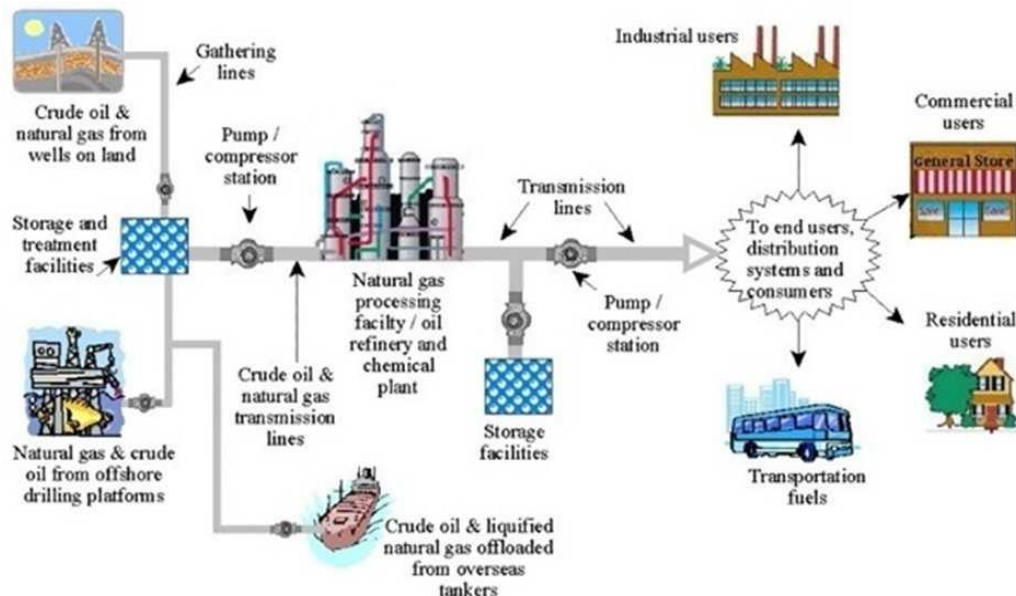 Gathering
lines
Crude oil &
natural gas from
wells on land
Pump /
compressor
station
Storage and
treatment
facilities
Natural gas
processing
facilty / oil
refinery and
chemical
plant
Crude oil &
natural gas
transmission
lines
Transmission
lines
Pump /
compressor
station
Storage
facilities
Natural gas & crude
oil from offshore
drilling platforms
Crude oil & liquified
natural gas offloaded
from overseas
tankers
Industrial users
Commercial
users
General Store
To end users,
distribution
systems and
consumers
Residential
users
Transportation
fuels